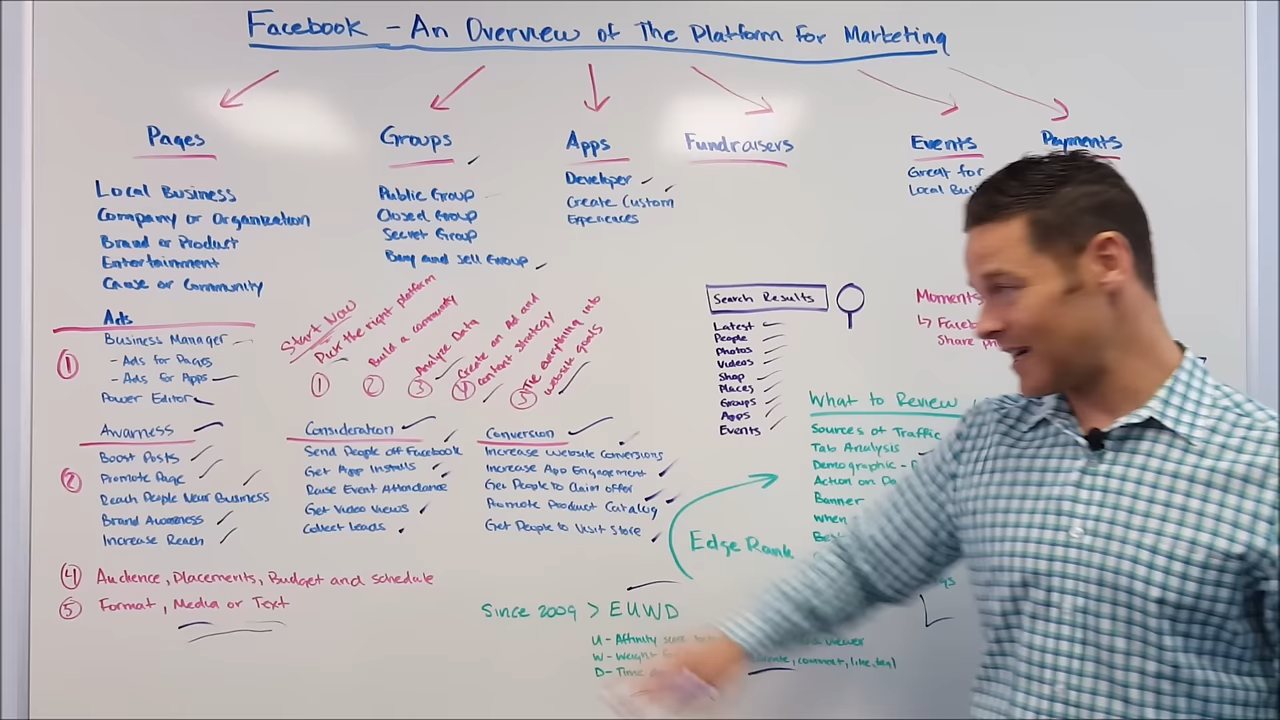 Facebook - An Overview of The Platform for Marketing
Pages
Local Business
Company or Organization
Brand or Product
Entertainment
Cause or Community
Groups
Public Group
Closed Group
Secret Group
Buy and Sell Group
Apps
Developer
Create Custom
Experiences
Fundraisers
Events
Great for
Local
Payments
Ads
1
Business Manager
- Ads for Pages
- Ads for Apps
Power Editor
Start Now
Pick the right platform
1
Build a community
2
Analyze Data
3
Create an Ad and
content strategy
4
Tie everything into
website goals
5
Search Results
Latest
People
Photos
Videos
Shop
Places
Groups
Apps
Events
Moments
Share
2
Awarness
Boost Posts
Promote Page
Reach People Near Business
Brand Awareness
Increase Reach
Consideration
Send People off Facebook
Get App Installs
Raise Event Attendance
Get Video Views
Collect Leads
Conversion
Increase Website Conversions
Increase App Engagement
Get People to Claim offer
Promote Product Catalog
Get People to Visit Store
What to Review
Sources of Traffic
Tab Analysis
Demographic -
Action on
Banner
When
4 Audience, Placements, Budget and schedule
5 Format, Media or Text
Edge Rank
Since 2009 > EUWD
U - Affinity viewer
W - Weight comment, like, tag)
D - Time